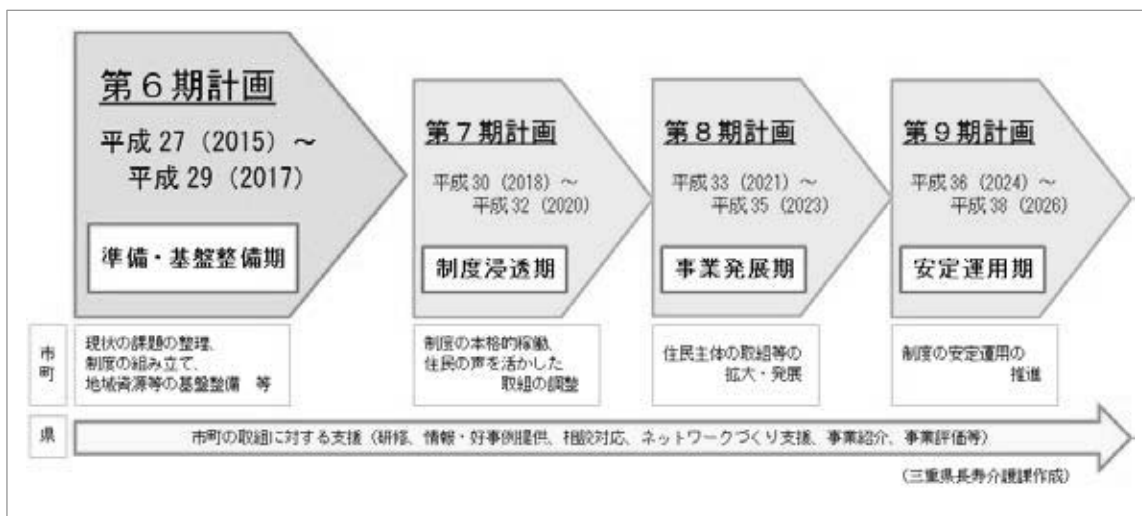 第６期計画
平成 27（2015）～
平成 29（2017）
準備・基盤整備期
第７期計画
平成 30（2018）～
平成 32（2020）
制度浸透期
第８期計画
平成 33（2021）～
平成 35（2023）
事業発展期
第９期計画
平成 36（2024）～
平成 38（2026）
安定運用期
市町
現状の課題の整理、
制度の組み立て、
地域資源等の基盤整備　等
制度の本格的稼働、
住民の声を活かした
取組の調整
住民主体の取組等の
拡大・発展
制度の安定運用の
推進
県
市町の取組に対する支援（研修、情報・好事例提供、相談対応、ネットワークづくり支援、事業紹介、事業評価等）
（三重県長寿介護課作成）